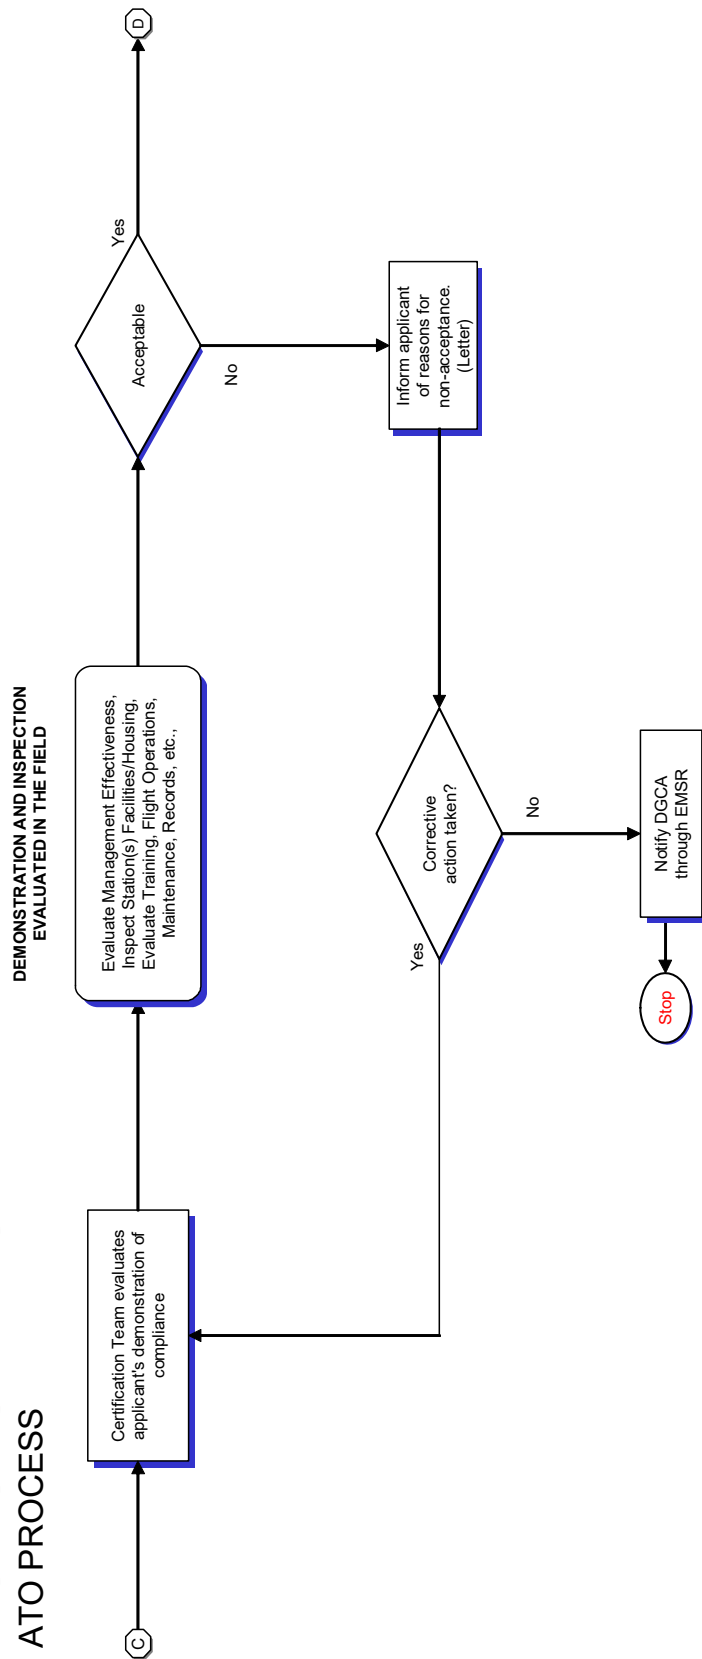 ATO PROCESS
DEMONSTRATION AND INSPECTION
EVALUATED IN THE FIELD
C
Certification Team evaluates
applicant's demonstration of
compliance
Evaluate Management Effectiveness,
Inspect Station(s) Facilities/Housing,
Evaluate Training, Flight Operations,
Maintenance, Records, etc.,
Acceptable
Yes
D
No
Inform applicant
of reasons for
non-acceptance.
(Letter)
Corrective
action taken?
Yes
No
Notify DGCA
through EMSR
Stop